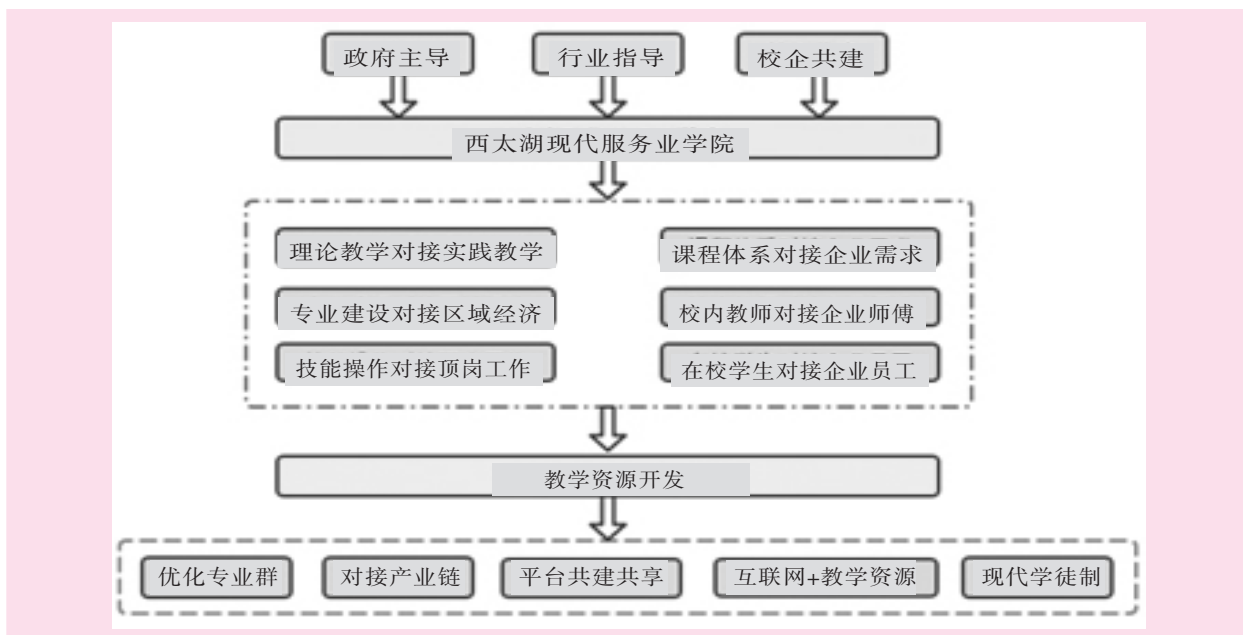 政府主导
行业指导
校企共建
西太湖现代服务业学院
理论教学对接实践教学
课程体系对接企业需求
专业建设对接区域经济
校内教师对接企业师傅
技能操作对接顶岗工作
在校学生对接企业员工
教学资源开发
优化专业群
对接产业链
平台共建共享
互联网+教学资源
现代学徒制